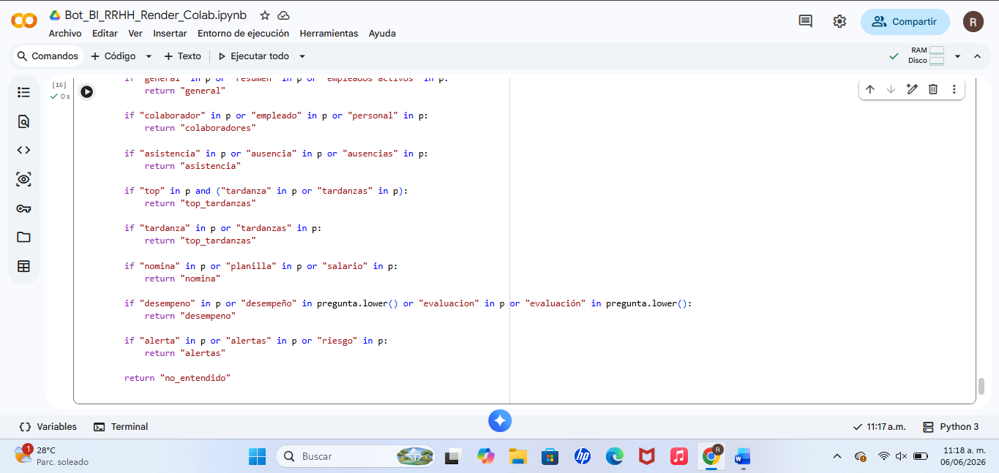 CO Bot_BI_RRHH_Render_Colab.ipynb
Archivo Editar Ver Insertar Entorno de ejecución Herramientas Ayuda
Compartir
R
Comandos + Código + Texto Ejecutar todo
RAM
Disco
[16]
0 s
if "general" in p or "resumen" in p or "empleados activos" in p:
return "general"
if "colaborador" in p or "empleado" in p or "personal" in p:
return "colaboradores"
if "asistencia" in p or "ausencia" in p or "ausencias" in p:
return "asistencia"
if "top" in p and ("tardanza" in p or "tardanzas" in p):
return "top_tardanzas"
if "tardanza" in p or "tardanzas" in p:
return "top_tardanzas"
if "nomina" in p or "planilla" in p or "salario" in p:
return "nomina"
if "desempeno" in p or "desempeño" in pregunta.lower() or "evaluacion" in p or "evaluación" in pregunta.lower():
return "desempeno"
if "alerta" in p or "alertas" in p or "riesgo" in p:
return "alertas"
return "no_entendido"
{} Variables Terminal
11:17 a.m. Python 3
1
28°C
Parc. soleado
Buscar
hp
R
W
11:18 a. m.
06/06/2026